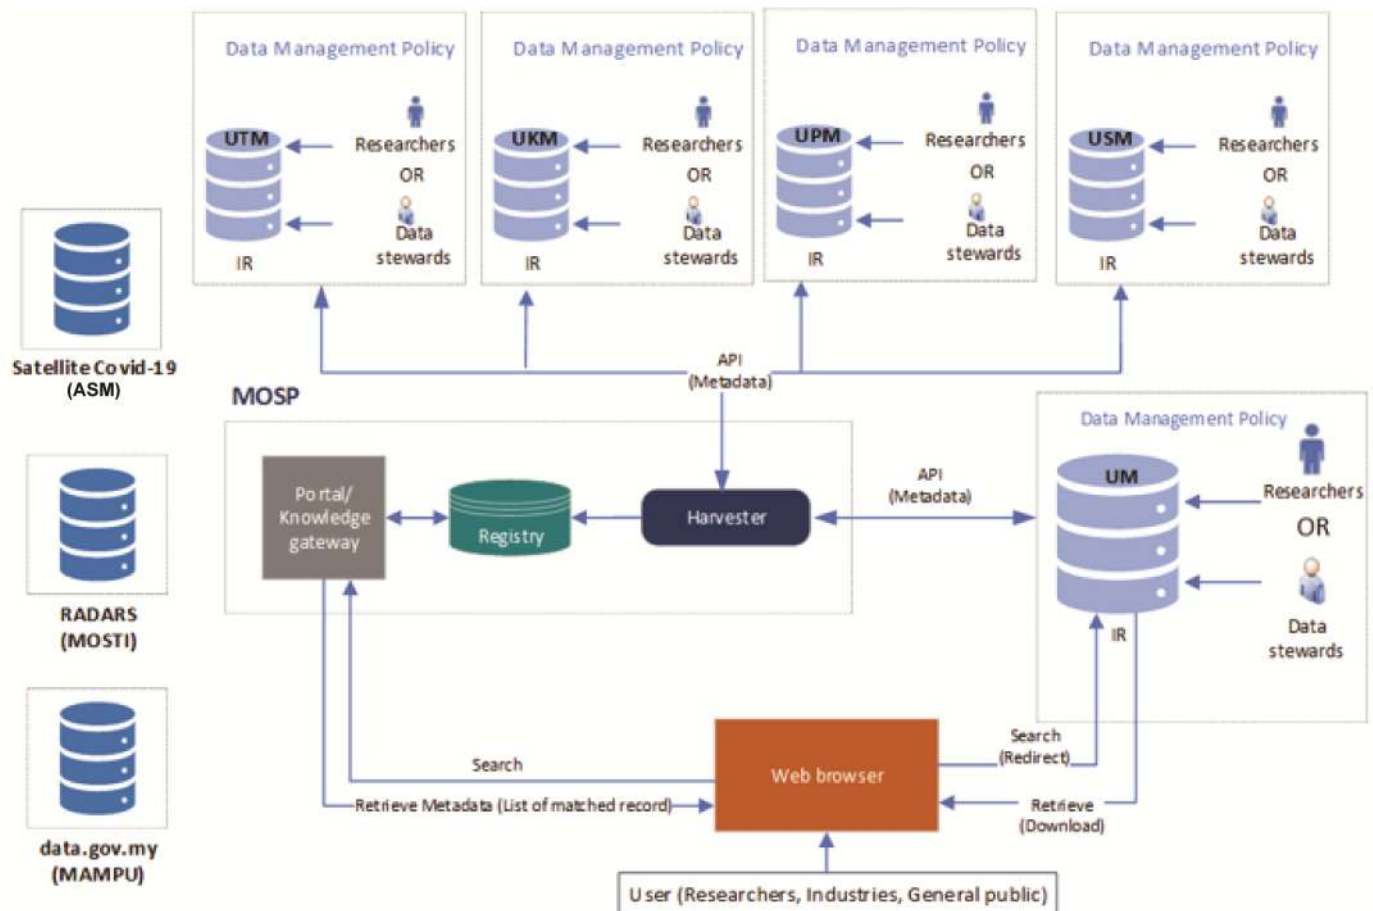 Data Management Policy
UTM
Researchers
OR
Data
stewards
IR
Data Management Policy
UKM
Researchers
OR
Data
stewards
IR
Data Management Policy
UPM
Researchers
OR
Data
stewards
IR
Data Management Policy
USM
Researchers
OR
Data
stewards
IR
Satellite Covid-19
(ASM)
API
(Metadata)
MOSP
Portal/
Knowledge
gateway
Registry
Harvester
API
(Metadata)
Data Management Policy
UM
Researchers
OR
Data
stewards
IR
RADARS
(MOSTI)
data.gov.my
(MAMPU)
Search
Retrieve Metadata (List of matched record)
Web browser
Search
(Redirect)
Retrieve
(Download)
User (Researchers, Industries, General public)